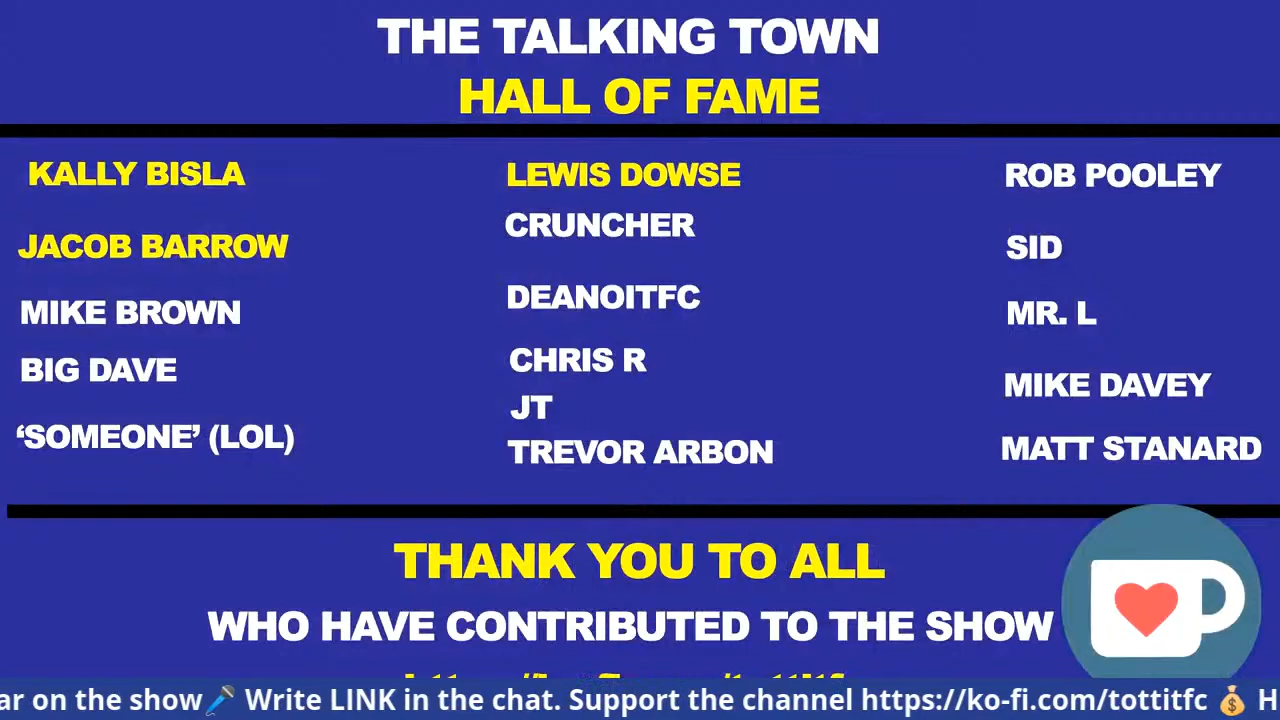 THE TALKING TOWN
HALL OF FAME
KALLY BISLA
JACOB BARROW
MIKE BROWN
BIG DAVE
‘SOMEONE’ (LOL)
LEWIS DOWSE
CRUNCHER
DEANOITFC
CHRIS R
JT
TREVOR ARBON
ROB POOLEY
SID
MR. L
MIKE DAVEY
MATT STANARD
THANK YOU TO ALL
WHO HAVE CONTRIBUTED TO THE SHOW
on the show🎤 Write LINK in the chat. Support the channel https://ko-fi.com/tottitfc 💰